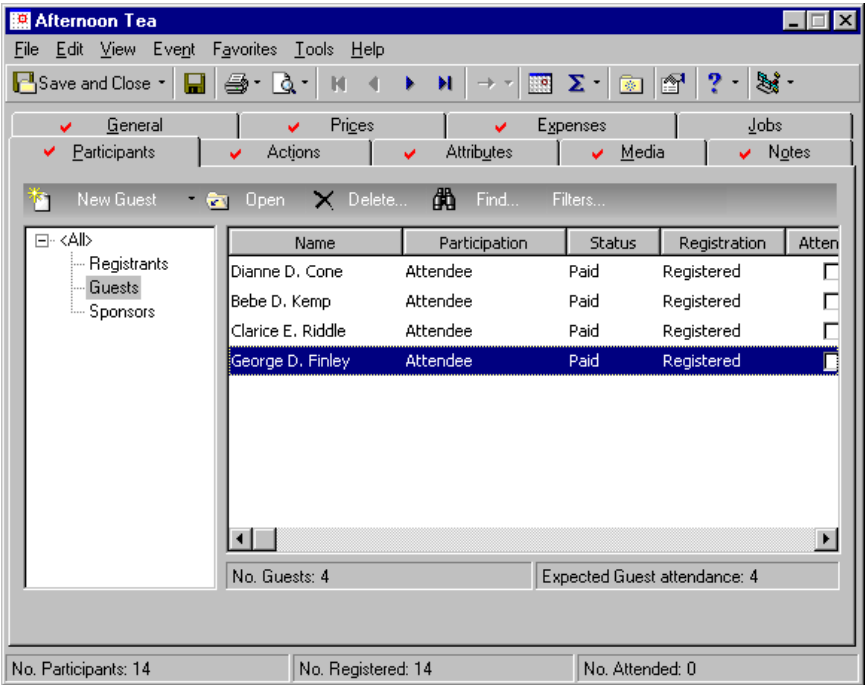 Afternoon Tea
File Edit View Event Favorites Tools Help
Save and Close Σ ?
General Prices Expenses Jobs
Participants Actions Attributes Media Notes
New Guest Open Delete... Find... Filters...
<All>
Registrants
Guests
Sponsors
Name Participation Status Registration Atten
Dianne D. Cone Attendee Paid Registered
Bebe D. Kemp Attendee Paid Registered
Clarice E. Riddle Attendee Paid Registered
George D. Finley Attendee Paid Registered
No. Guests: 4 Expected Guest attendance: 4
No. Participants: 14 No. Registered: 14 No. Attended: 0